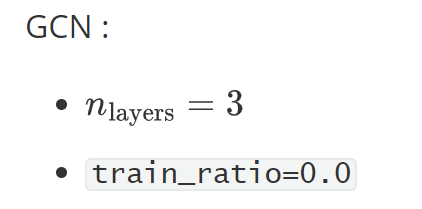 GCN :
• n_layers = 3
• train_ratio=0.0